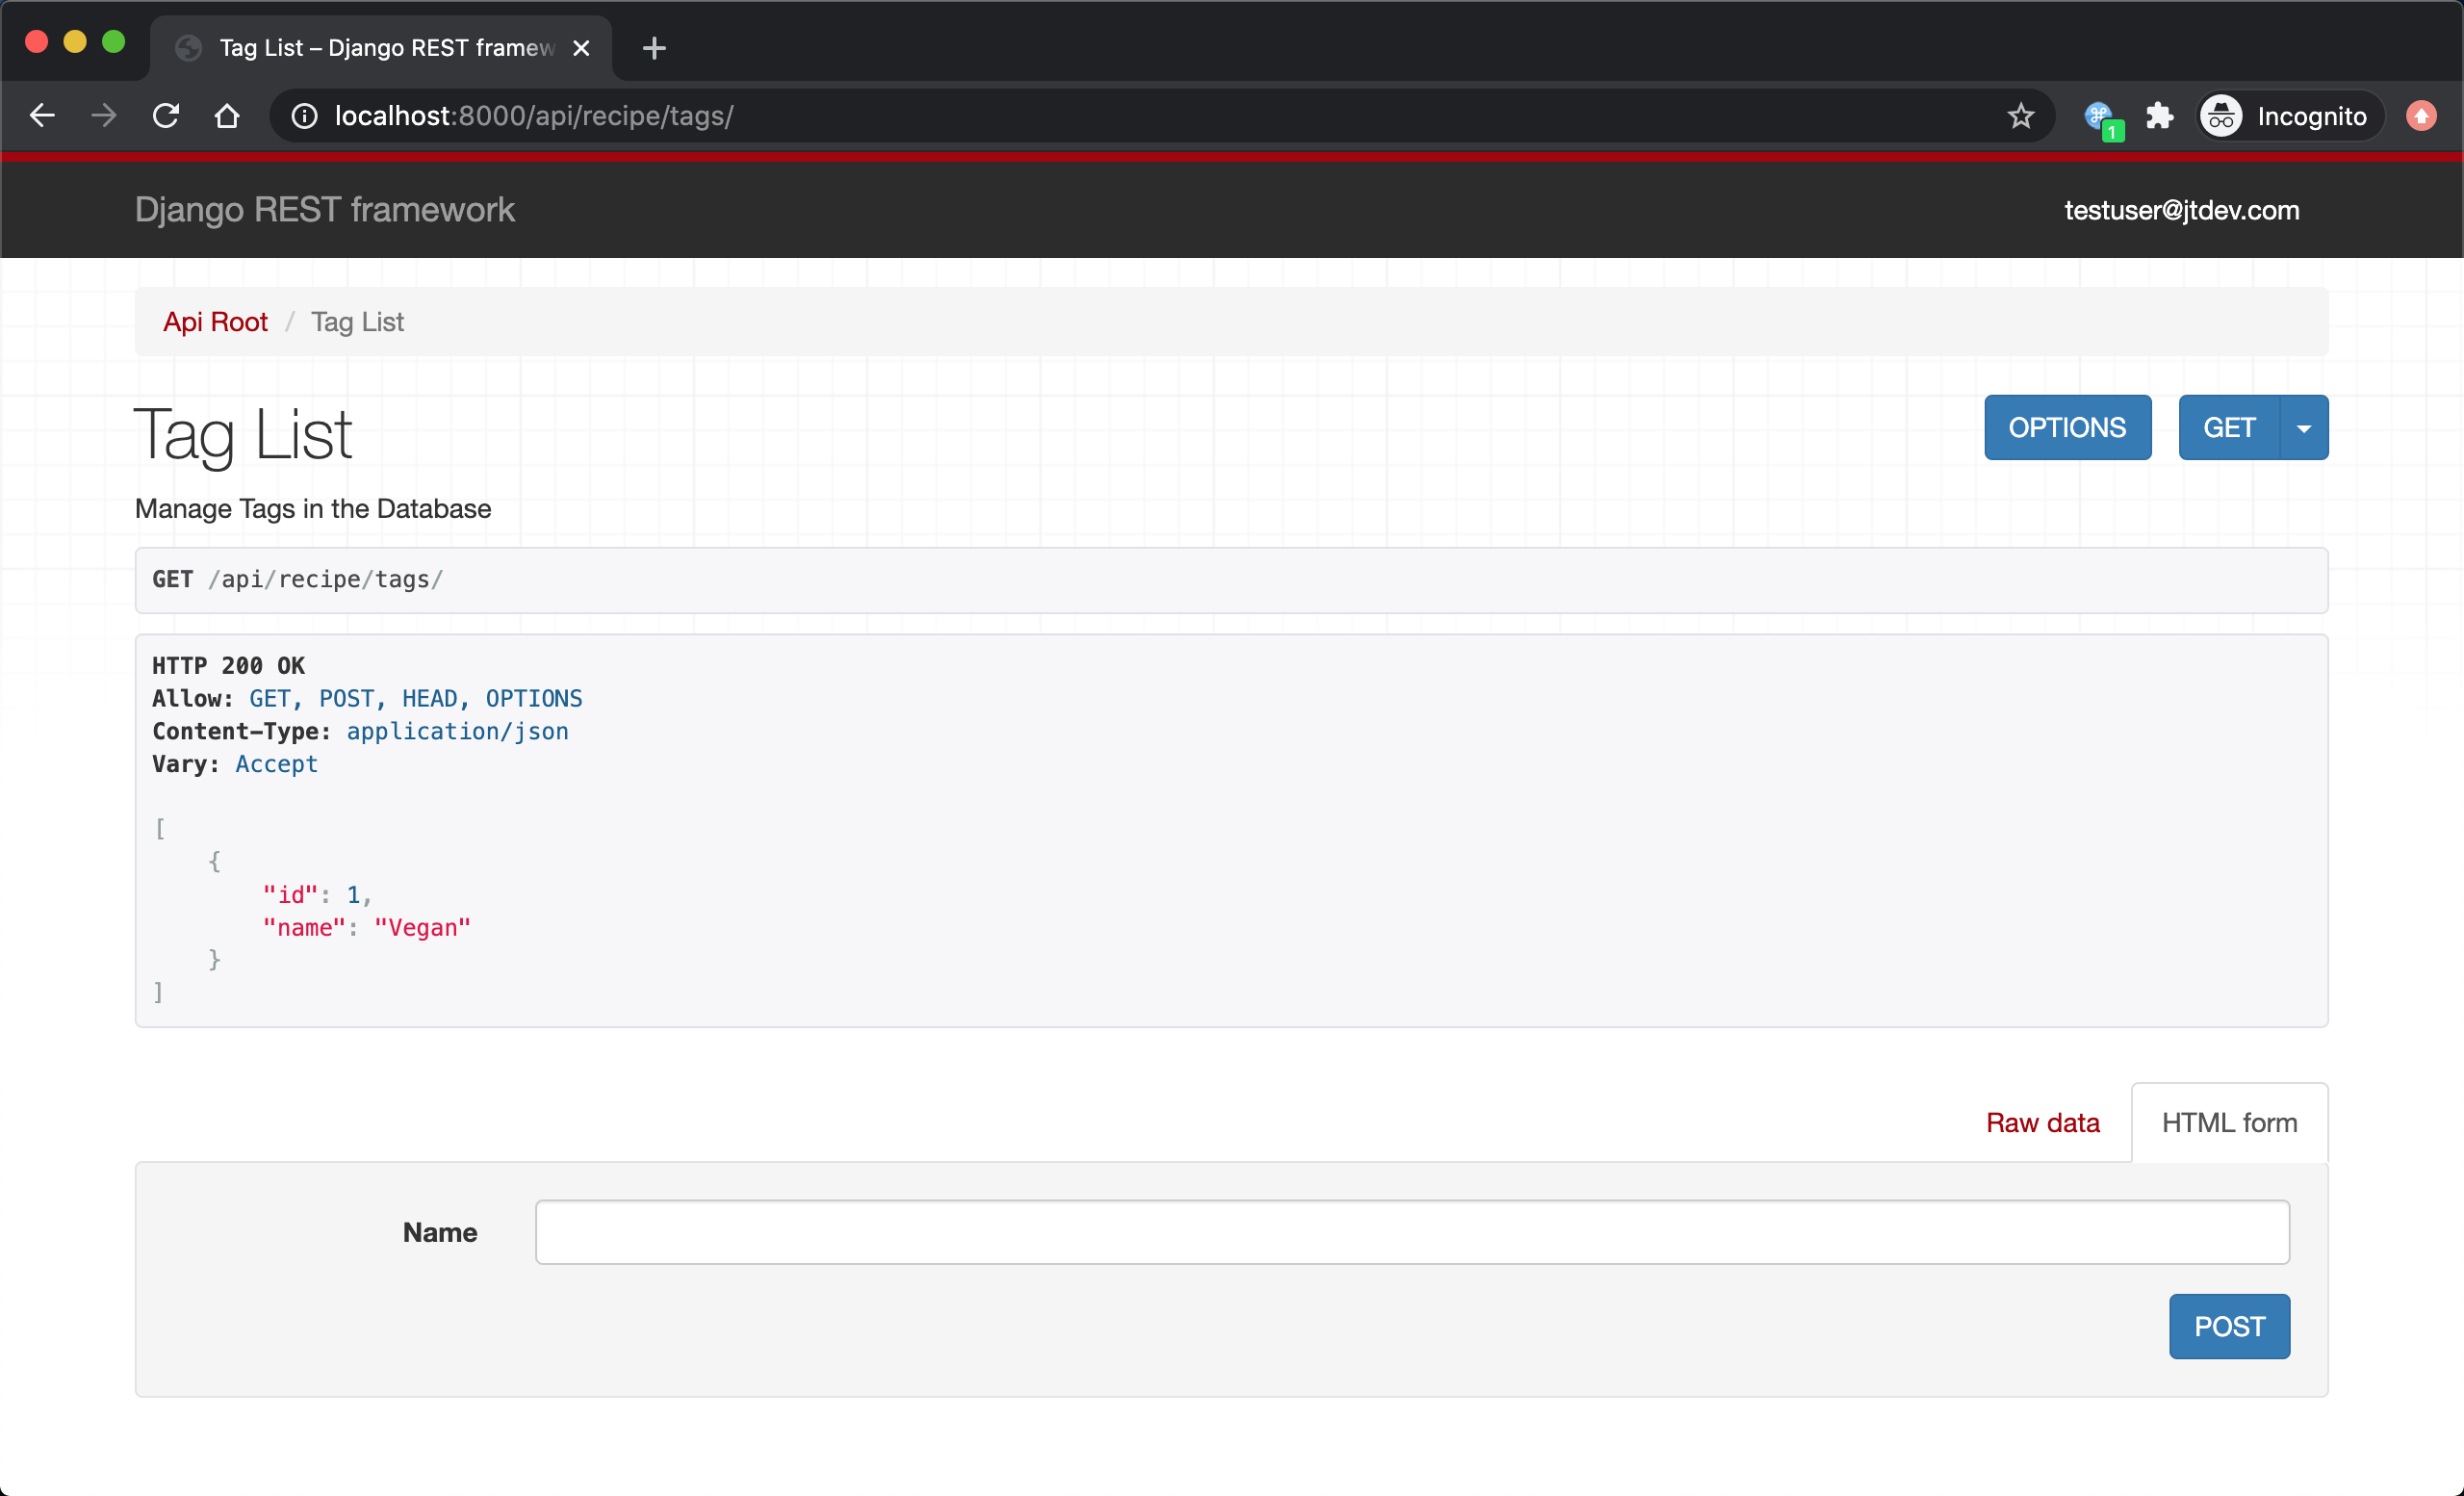 Tag List – Django REST framew
localhost:8000/api/recipe/tags/
1
Incognito
Django REST framework
testuser@jtdev.com
Api Root / Tag List
Tag List
OPTIONS
GET
Manage Tags in the Database
GET /api/recipe/tags/
HTTP 200 OK
Allow: GET, POST, HEAD, OPTIONS
Content-Type: application/json
Vary: Accept
[
    {
        "id": 1,
        "name": "Vegan"
    }
]
Raw data
HTML form
Name
POST